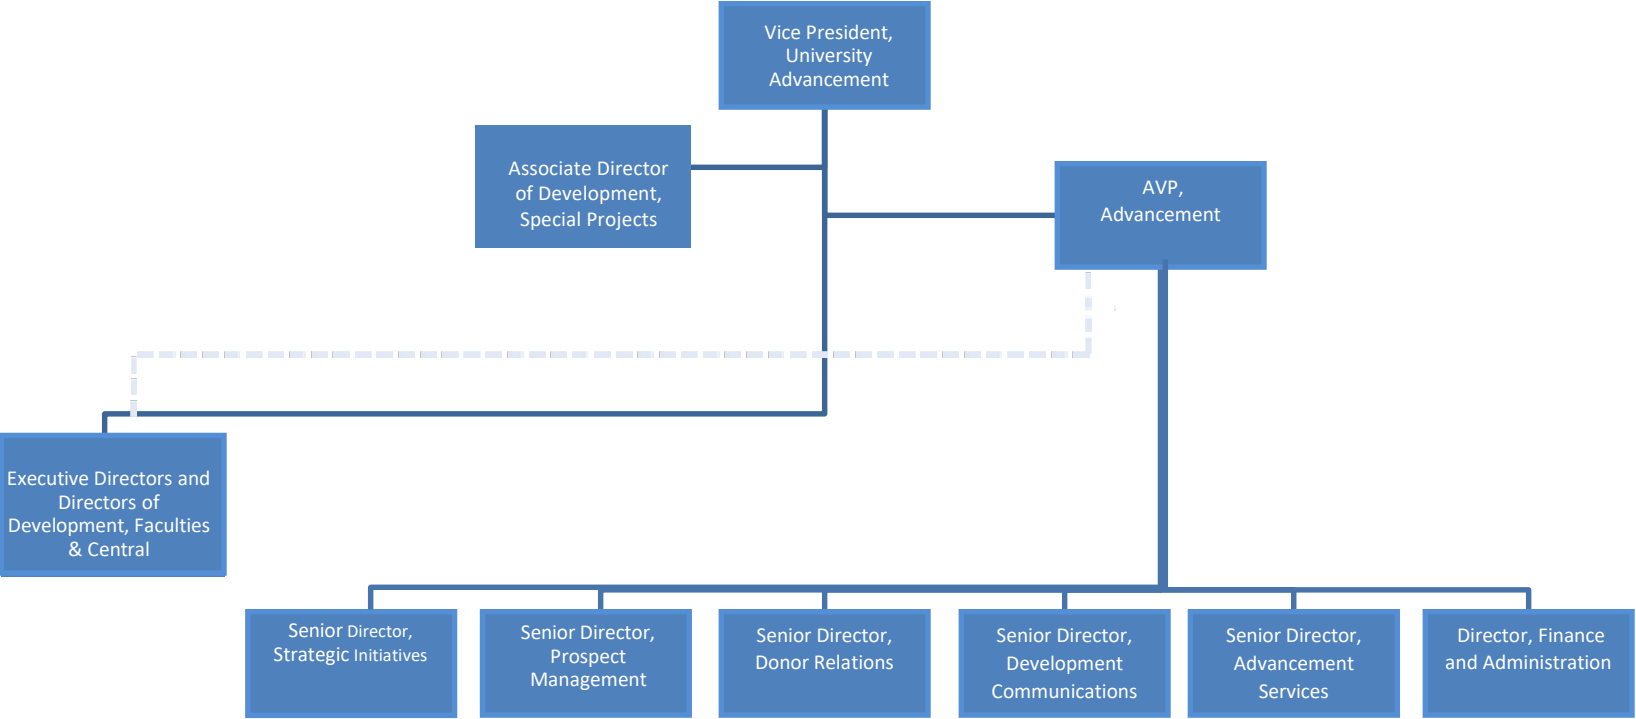 Vice President,
University
Advancement
Associate Director
of Development,
Special Projects
AVP,
Advancement
Executive Directors and
Directors of
Development, Faculties
& Central
Senior Director,
Strategic Initiatives
Senior Director,
Prospect
Management
Senior Director,
Donor Relations
Senior Director,
Development
Communications
Senior Director,
Advancement
Services
Director, Finance
and Administration